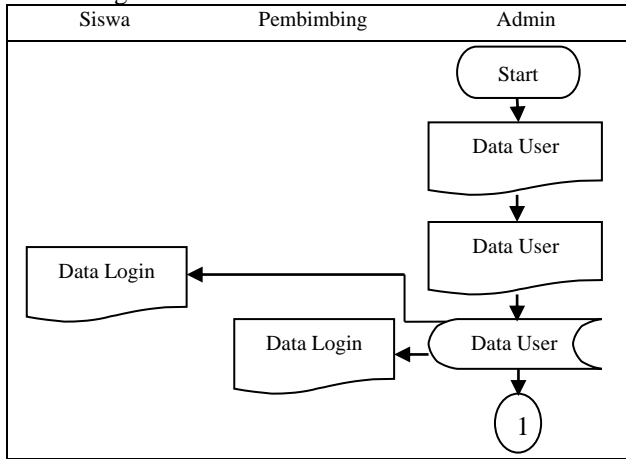 Siswa Pembimbing Admin
Start
Data User
Data User
Data Login
Data Login
Data User
1